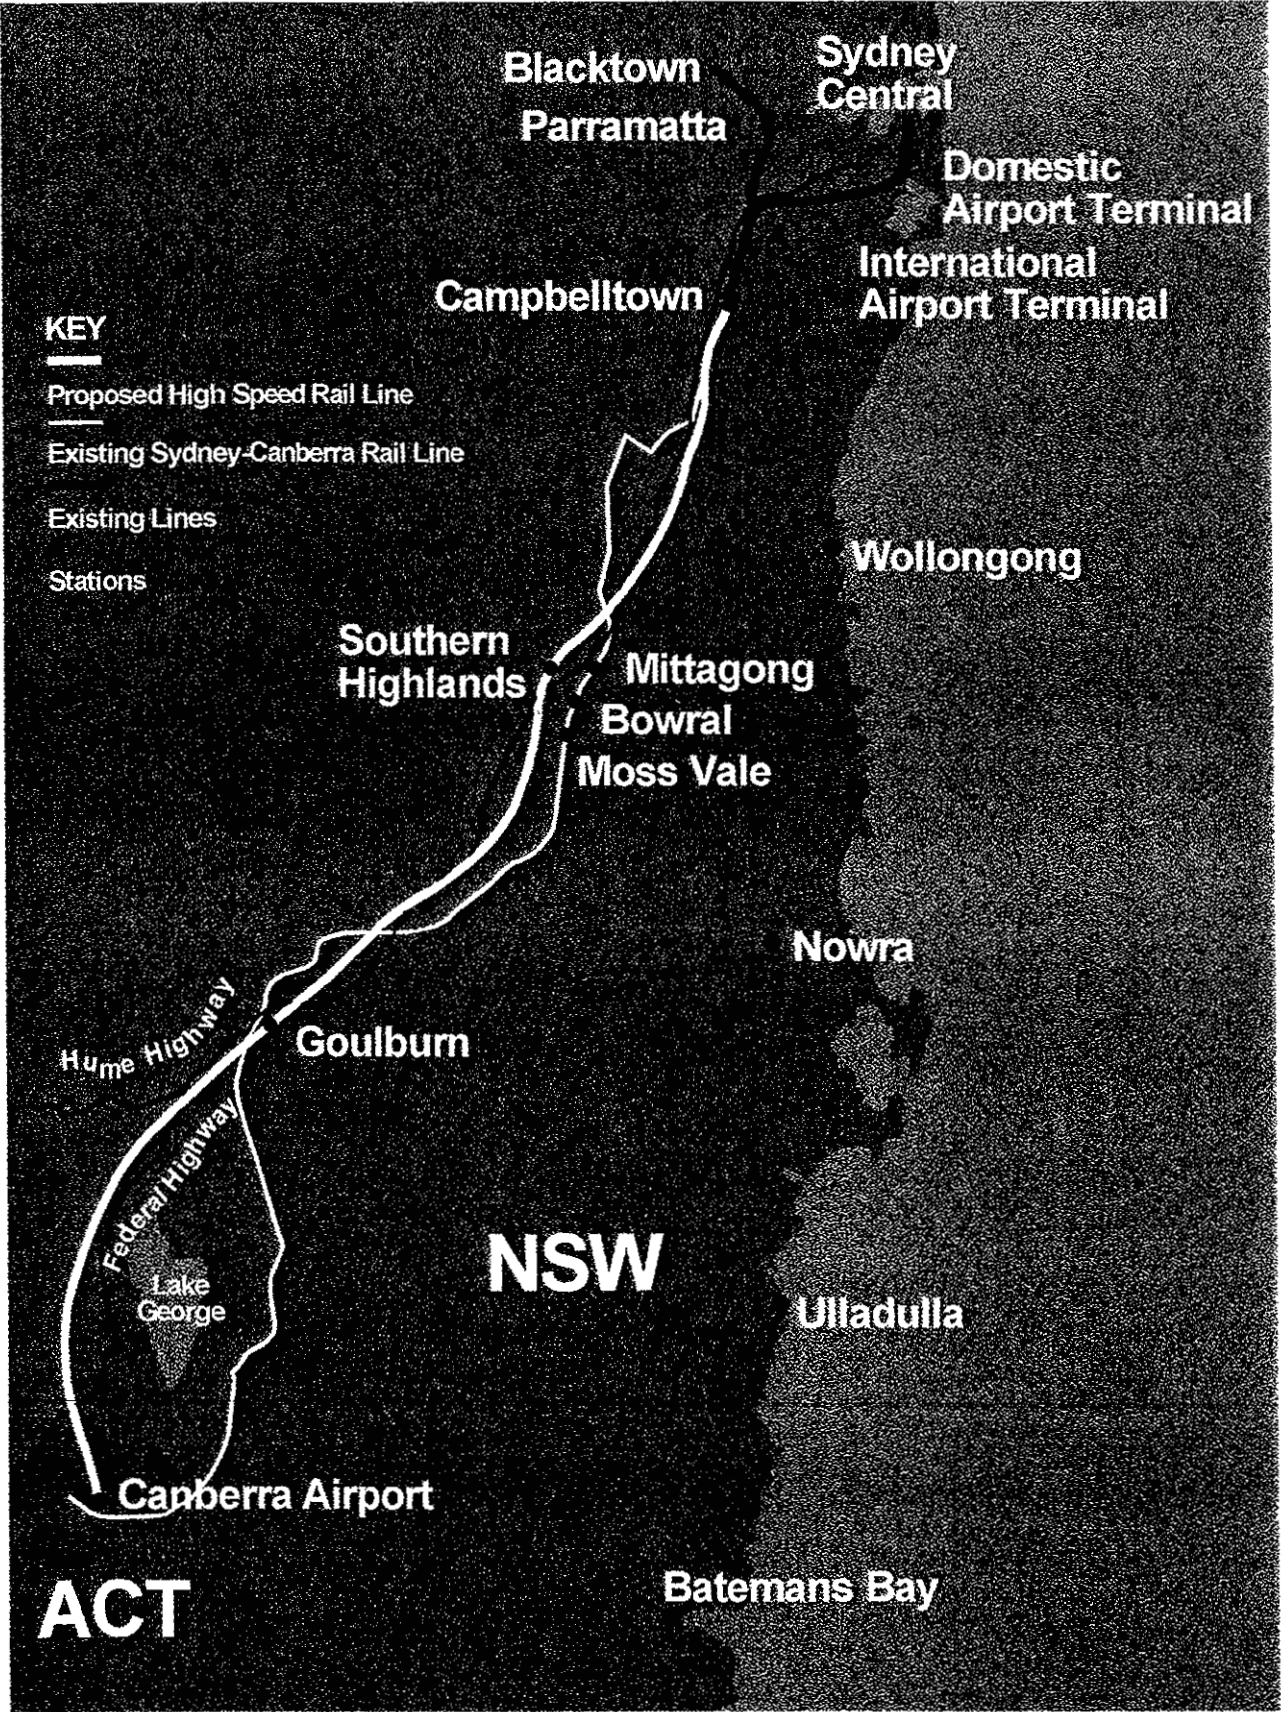 Blacktown
Sydney
Central
Parramatta
Domestic
Airport Terminal
International
Airport Terminal
Campbelltown
KEY
Proposed High Speed Rail Line
Existing Sydney-Canberra Rail Line
Existing Lines
Stations
Wollongong
Southern
Highlands
Mittagong
Bowral
Moss Vale
Nowra
Hume Highway
Goulburn
Federal Highway
NSW
Lake
George
Ulladulla
Canberra Airport
Batemans Bay
ACT